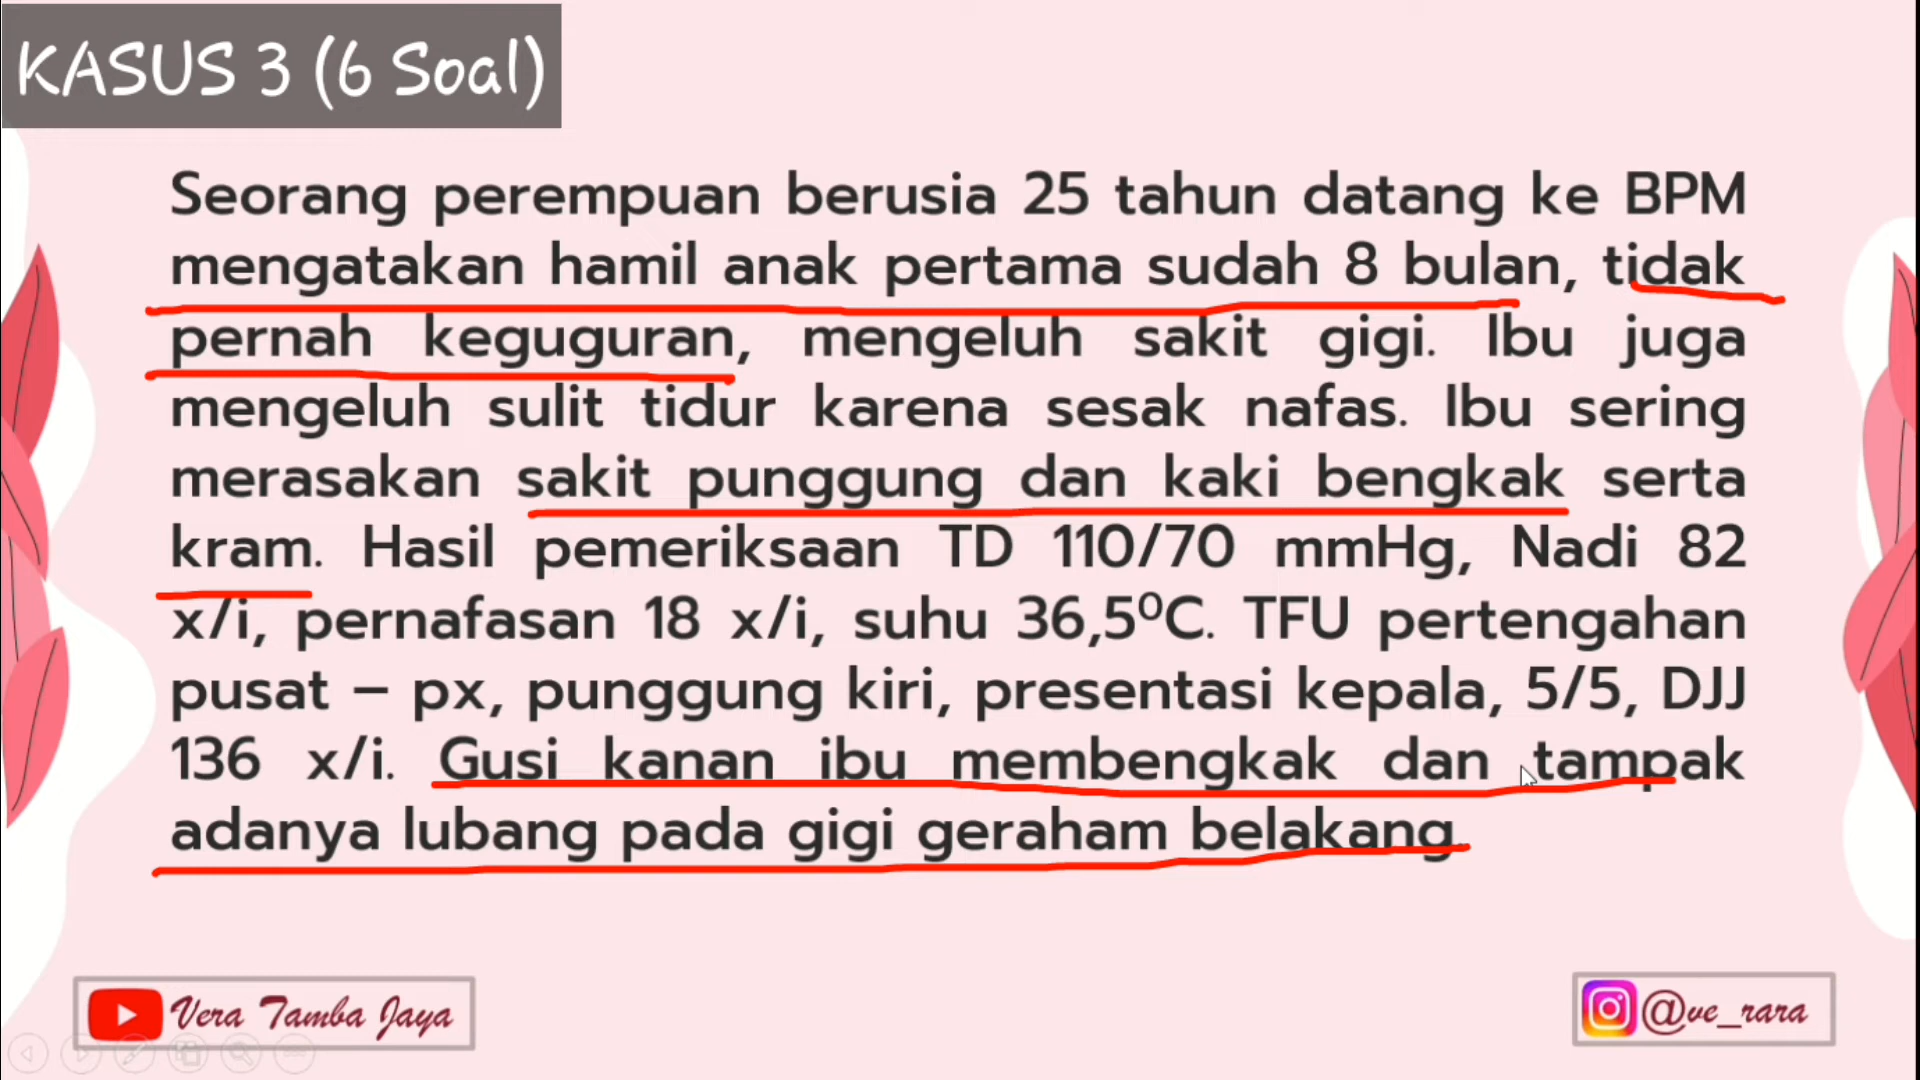 KASUS 3 (6 Soal)
Seorang perempuan berusia 25 tahun datang ke BPM
mengatakan hamil anak pertama sudah 8 bulan, tidak
pernah keguguran, mengeluh sakit gigi. Ibu juga
mengeluh sulit tidur karena sesak nafas. Ibu sering
merasakan sakit punggung dan kaki bengkak serta
kram. Hasil pemeriksaan TD 110/70 mmHg, Nadi 82
x/i, pernafasan 18 x/i, suhu 36,5⁰C. TFU pertengahan
pusat – px, punggung kiri, presentasi kepala, 5/5, DJJ
136 x/i. Gusi kanan ibu membengkak dan tampak
adanya lubang pada gigi geraham belakang.
Vera Tamba Jaya
@ve_rara